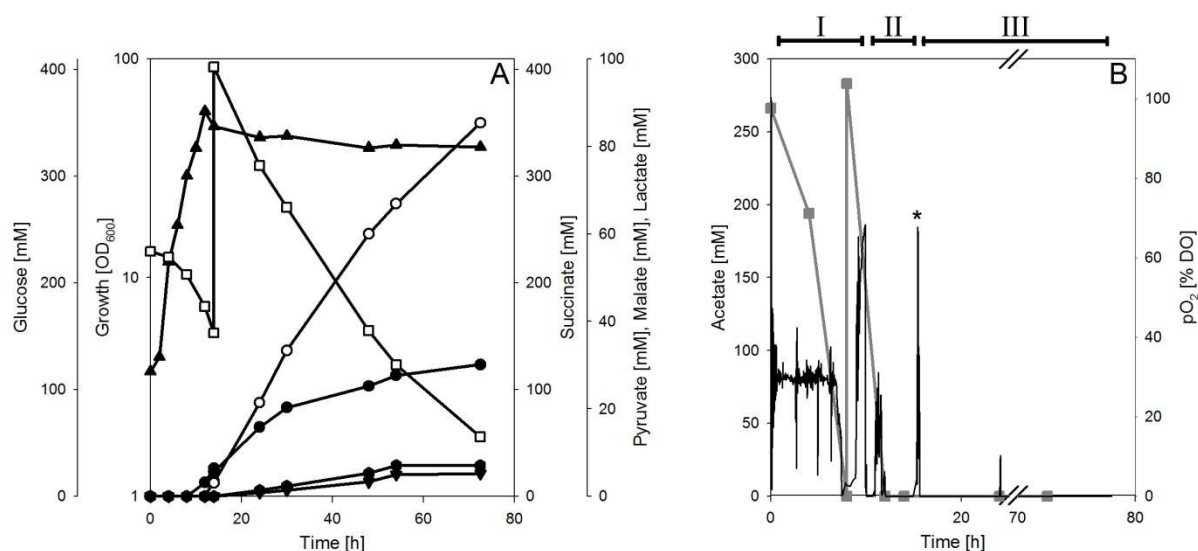 I II III
A
B
Glucose [mM]
400
300
200
100
0
Growth [OD600]
100
10
1
Succinate [mM]
400
300
200
100
0
Pyruvate [mM], Malate [mM], Lactate [mM]
100
80
60
40
20
0
0 20 40 60 80
Time [h]
Acetate [mM]
300
250
200
150
100
50
0
*
pO2 [% DO]
100
80
60
40
20
0
0 20 70 80
Time [h]